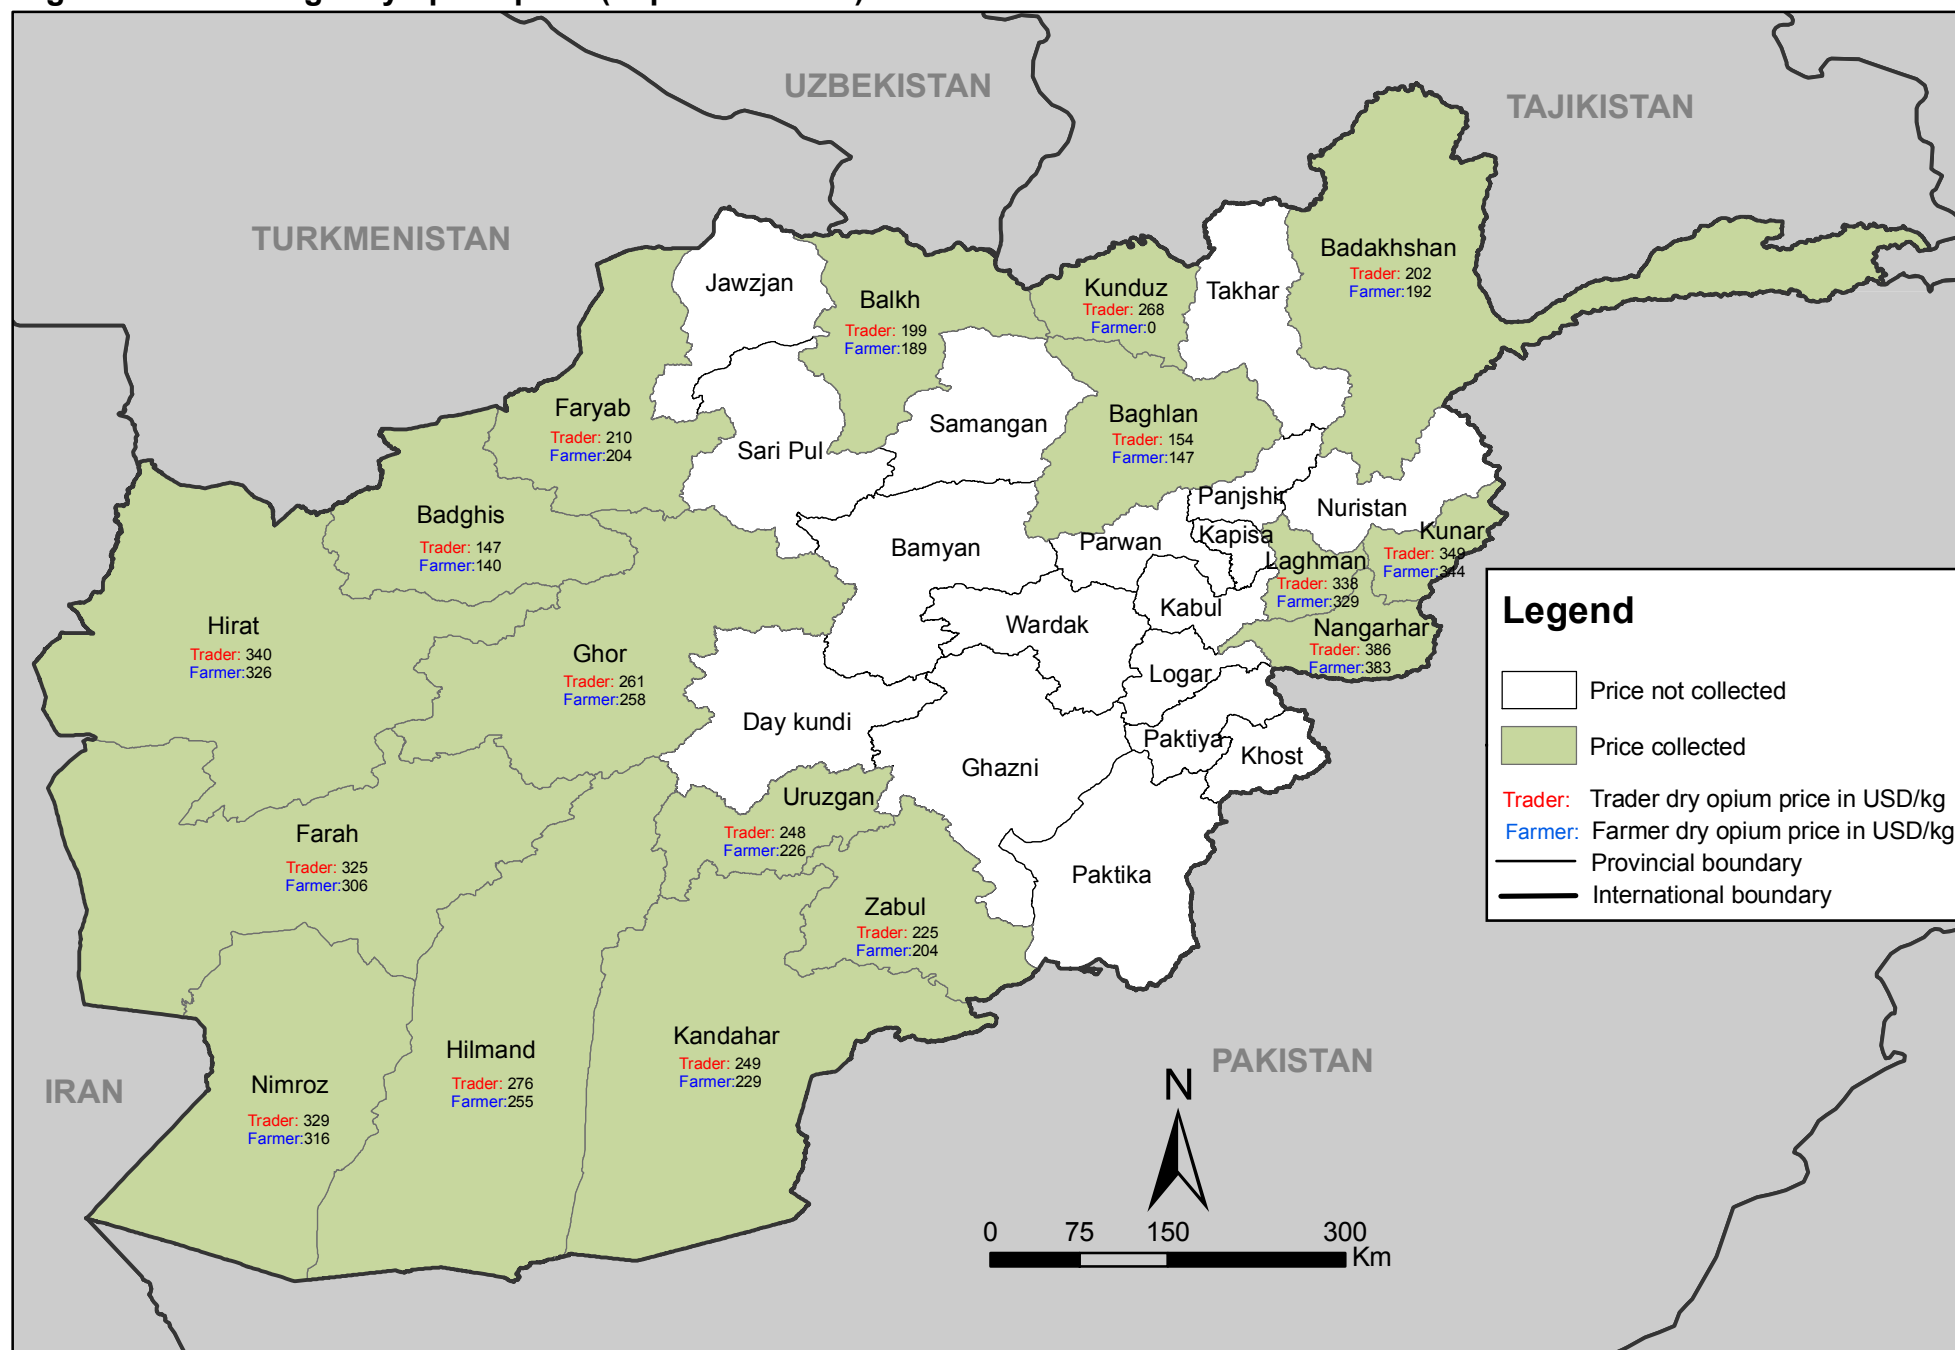 UZBEKISTAN
TAJIKISTAN
TURKMENISTAN
Badakhshan
Trader: 202
Farmer:192
Jawzjan
Balkh
Trader: 199
Farmer:189
Kunduz
Trader: 268
Farmer:0
Takhar
Faryab
Trader: 210
Farmer:204
Sari Pul
Samangan
Baghlan
Trader: 154
Farmer:147
Badghis
Trader: 147
Farmer:140
Bamyan
Panjshir
Nuristan
Parwan
Kapisa
Kunar
Trader: 349
Farmer:344
Laghman
Trader: 338
Farmer:329
Hirat
Trader: 340
Farmer:326
Ghor
Trader: 261
Farmer:258
Wardak
Kabul
Nangarhar
Trader: 386
Farmer:383
Logar
Day kundi
Ghazni
Paktiya
Khost
Uruzgan
Trader: 248
Farmer:226
Farah
Trader: 325
Farmer:306
Paktika
Zabul
Trader: 225
Farmer:204
Kandahar
Trader: 249
Farmer:229
Hilmand
Trader: 276
Farmer:255
Nimroz
Trader: 329
Farmer:316
IRAN
PAKISTAN
Legend
Price not collected
Price collected
Trader: Trader dry opium price in USD/kg
Farmer: Farmer dry opium price in USD/kg
Provincial boundary
International boundary
N
0 75 150 300
Km